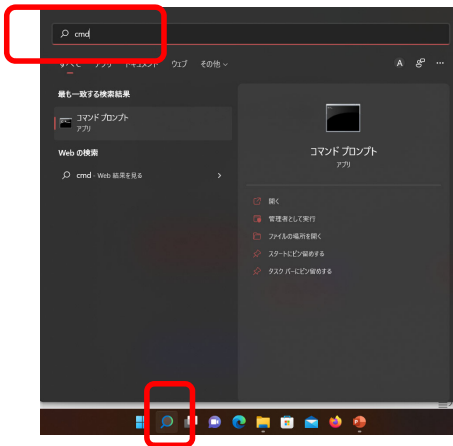 cmd
すべて アプリ ドキュメント ウェブ その他
A
最も一致する検索結果
コマンド プロンプト
アプリ
Web の検索
cmd - Web 結果を見る
コマンド プロンプト
アプリ
開く
管理者として実行
ファイルの場所を開く
スタートにピン留めする
タスク バーにピン留めする